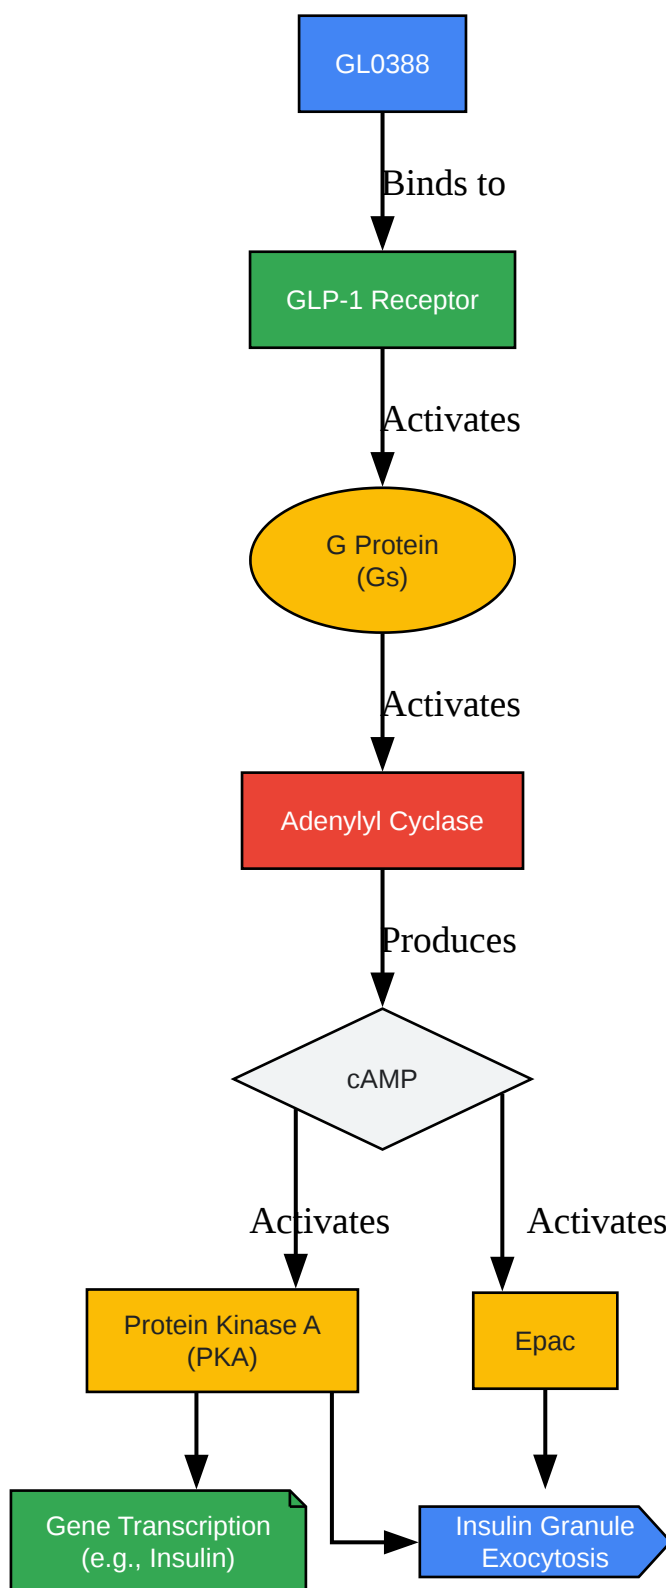 GL0388
Binds to
GLP-1 Receptor
Activates
G Protein
(Gs)
Activates
Adenylyl Cyclase
Produces
cAMP
Activates
Activates
Protein Kinase A
(PKA)
Epac
Gene Transcription
(e.g., Insulin)
Insulin Granule
Exocytosis